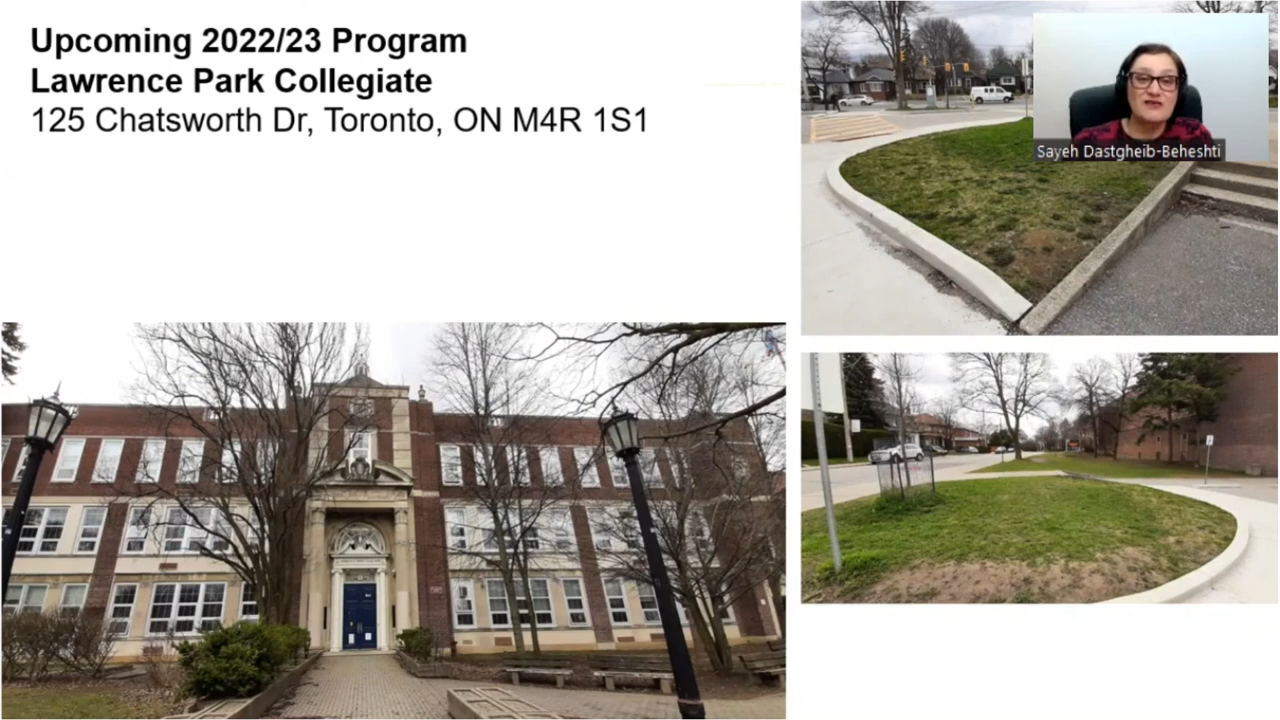 Upcoming 2022/23 Program
Lawrence Park Collegiate
125 Chatsworth Dr, Toronto, ON M4R 1S1
Sayeh Dastgheib-Beheshti